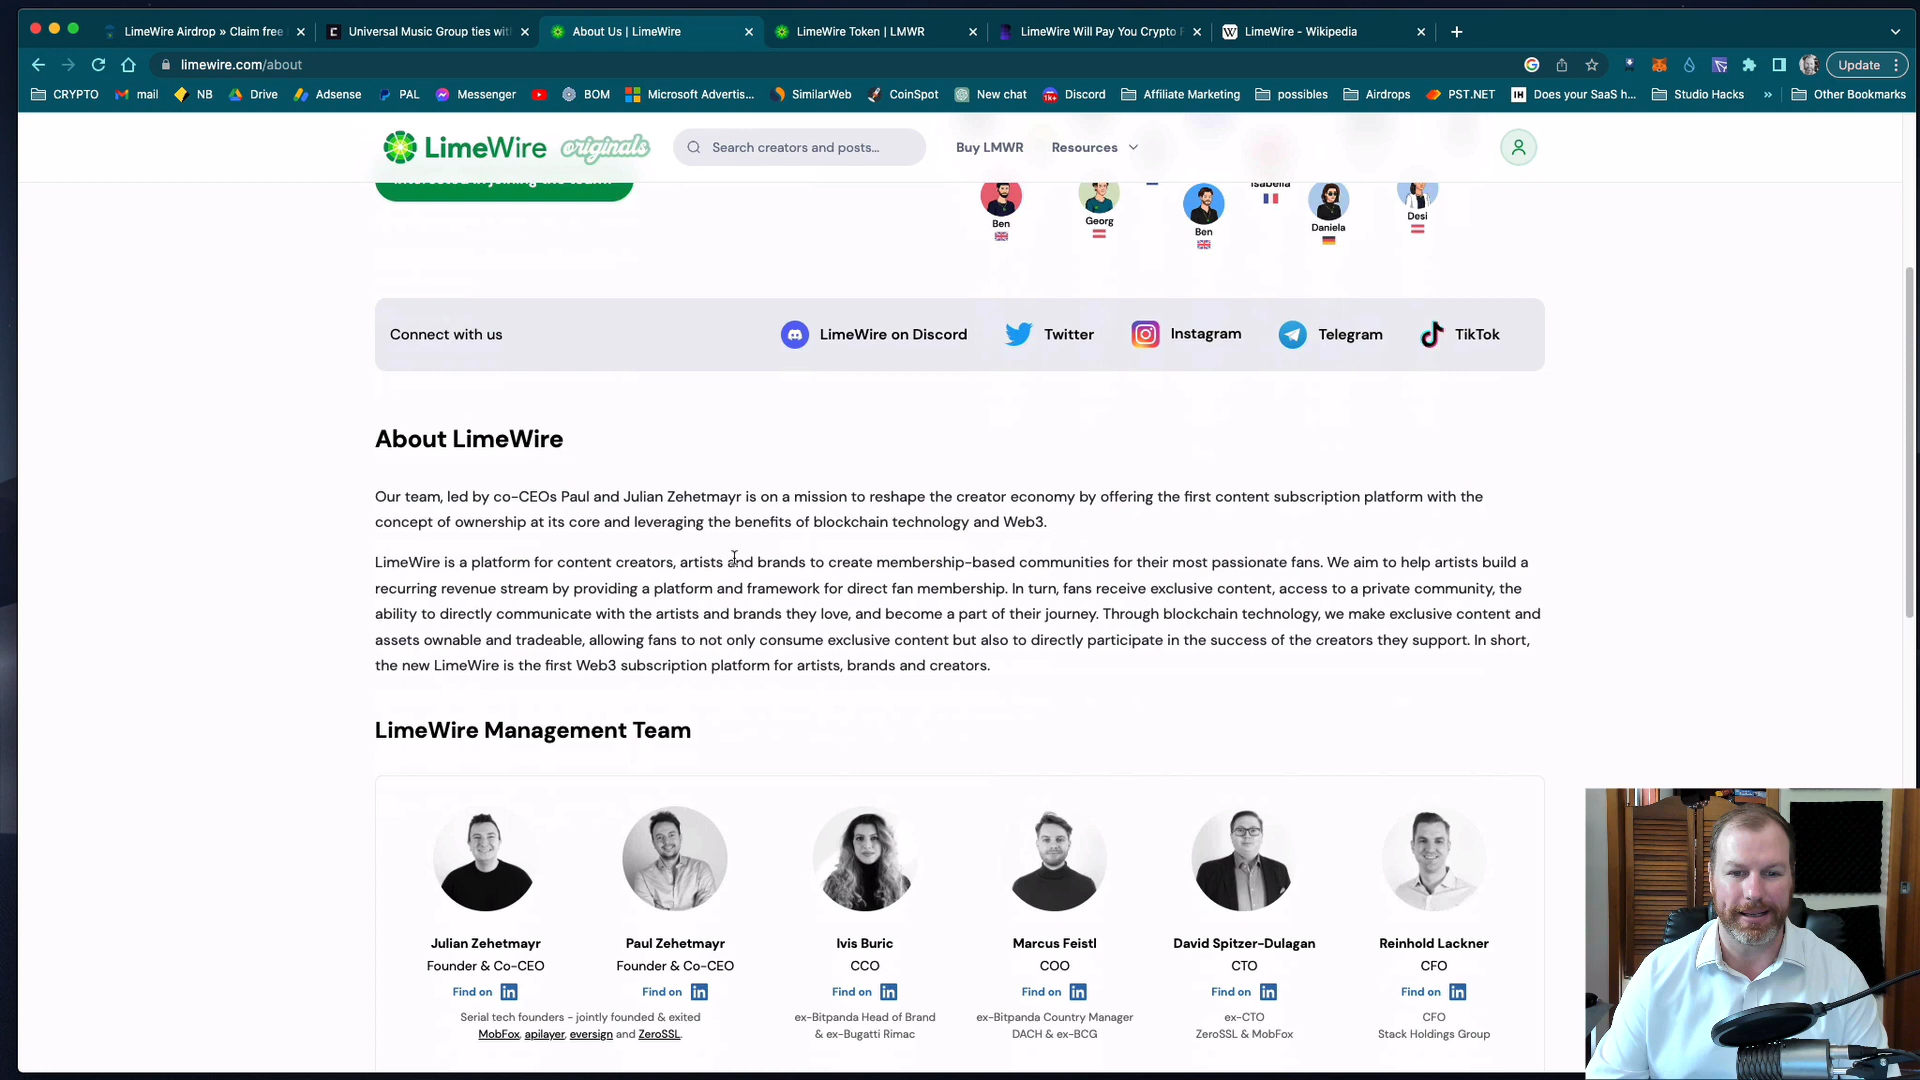 LimeWire Airdrop » Claim free
Universal Music Group ties with
About Us | LimeWire
LimeWire Token | LMWR
LimeWire Will Pay You Crypto F
LimeWire - Wikipedia
limewire.com/about
Update
CRYPTO
mail
NB
Drive
Adsense
PAL
Messenger
BOM
Microsoft Advertis...
SimilarWeb
CoinSpot
New chat
Discord
Affiliate Marketing
possibles
Airdrops
PST.NET
Does your SaaS h...
Studio Hacks
»
Other Bookmarks
LimeWire originals
Search creators and posts...
Buy LMWR
Resources
Isabella
Ben
Georg
Ben
Daniela
Desi
Connect with us
LimeWire on Discord
Twitter
Instagram
Telegram
TikTok
About LimeWire
Our team, led by co-CEOs Paul and Julian Zehetmayr is on a mission to reshape the creator economy by offering the first content subscription platform with the
concept of ownership at its core and leveraging the benefits of blockchain technology and Web3.
LimeWire is a platform for content creators, artists and brands to create membership-based communities for their most passionate fans. We aim to help artists build a
recurring revenue stream by providing a platform and framework for direct fan membership. In turn, fans receive exclusive content, access to a private community, the
ability to directly communicate with the artists and brands they love, and become a part of their journey. Through blockchain technology, we make exclusive content and
assets ownable and tradeable, allowing fans to not only consume exclusive content but also to directly participate in the success of the creators they support. In short,
the new LimeWire is the first Web3 subscription platform for artists, brands and creators.
LimeWire Management Team
Julian Zehetmayr
Founder & Co-CEO
Find on in
Paul Zehetmayr
Founder & Co-CEO
Find on in
Serial tech founders - jointly founded & exited
MobFox, apilayer, eversign and ZeroSSL.
Ivis Buric
CCO
Find on in
ex-Bitpanda Head of Brand
& ex-Bugatti Rimac
Marcus Feistl
COO
Find on in
ex-Bitpanda Country Manager
DACH & ex-BCG
David Spitzer-Dulagan
CTO
Find on in
ex-CTO
ZeroSSL & MobFox
Reinhold Lackner
CFO
Find on in
CFO
Stack Holdings Group